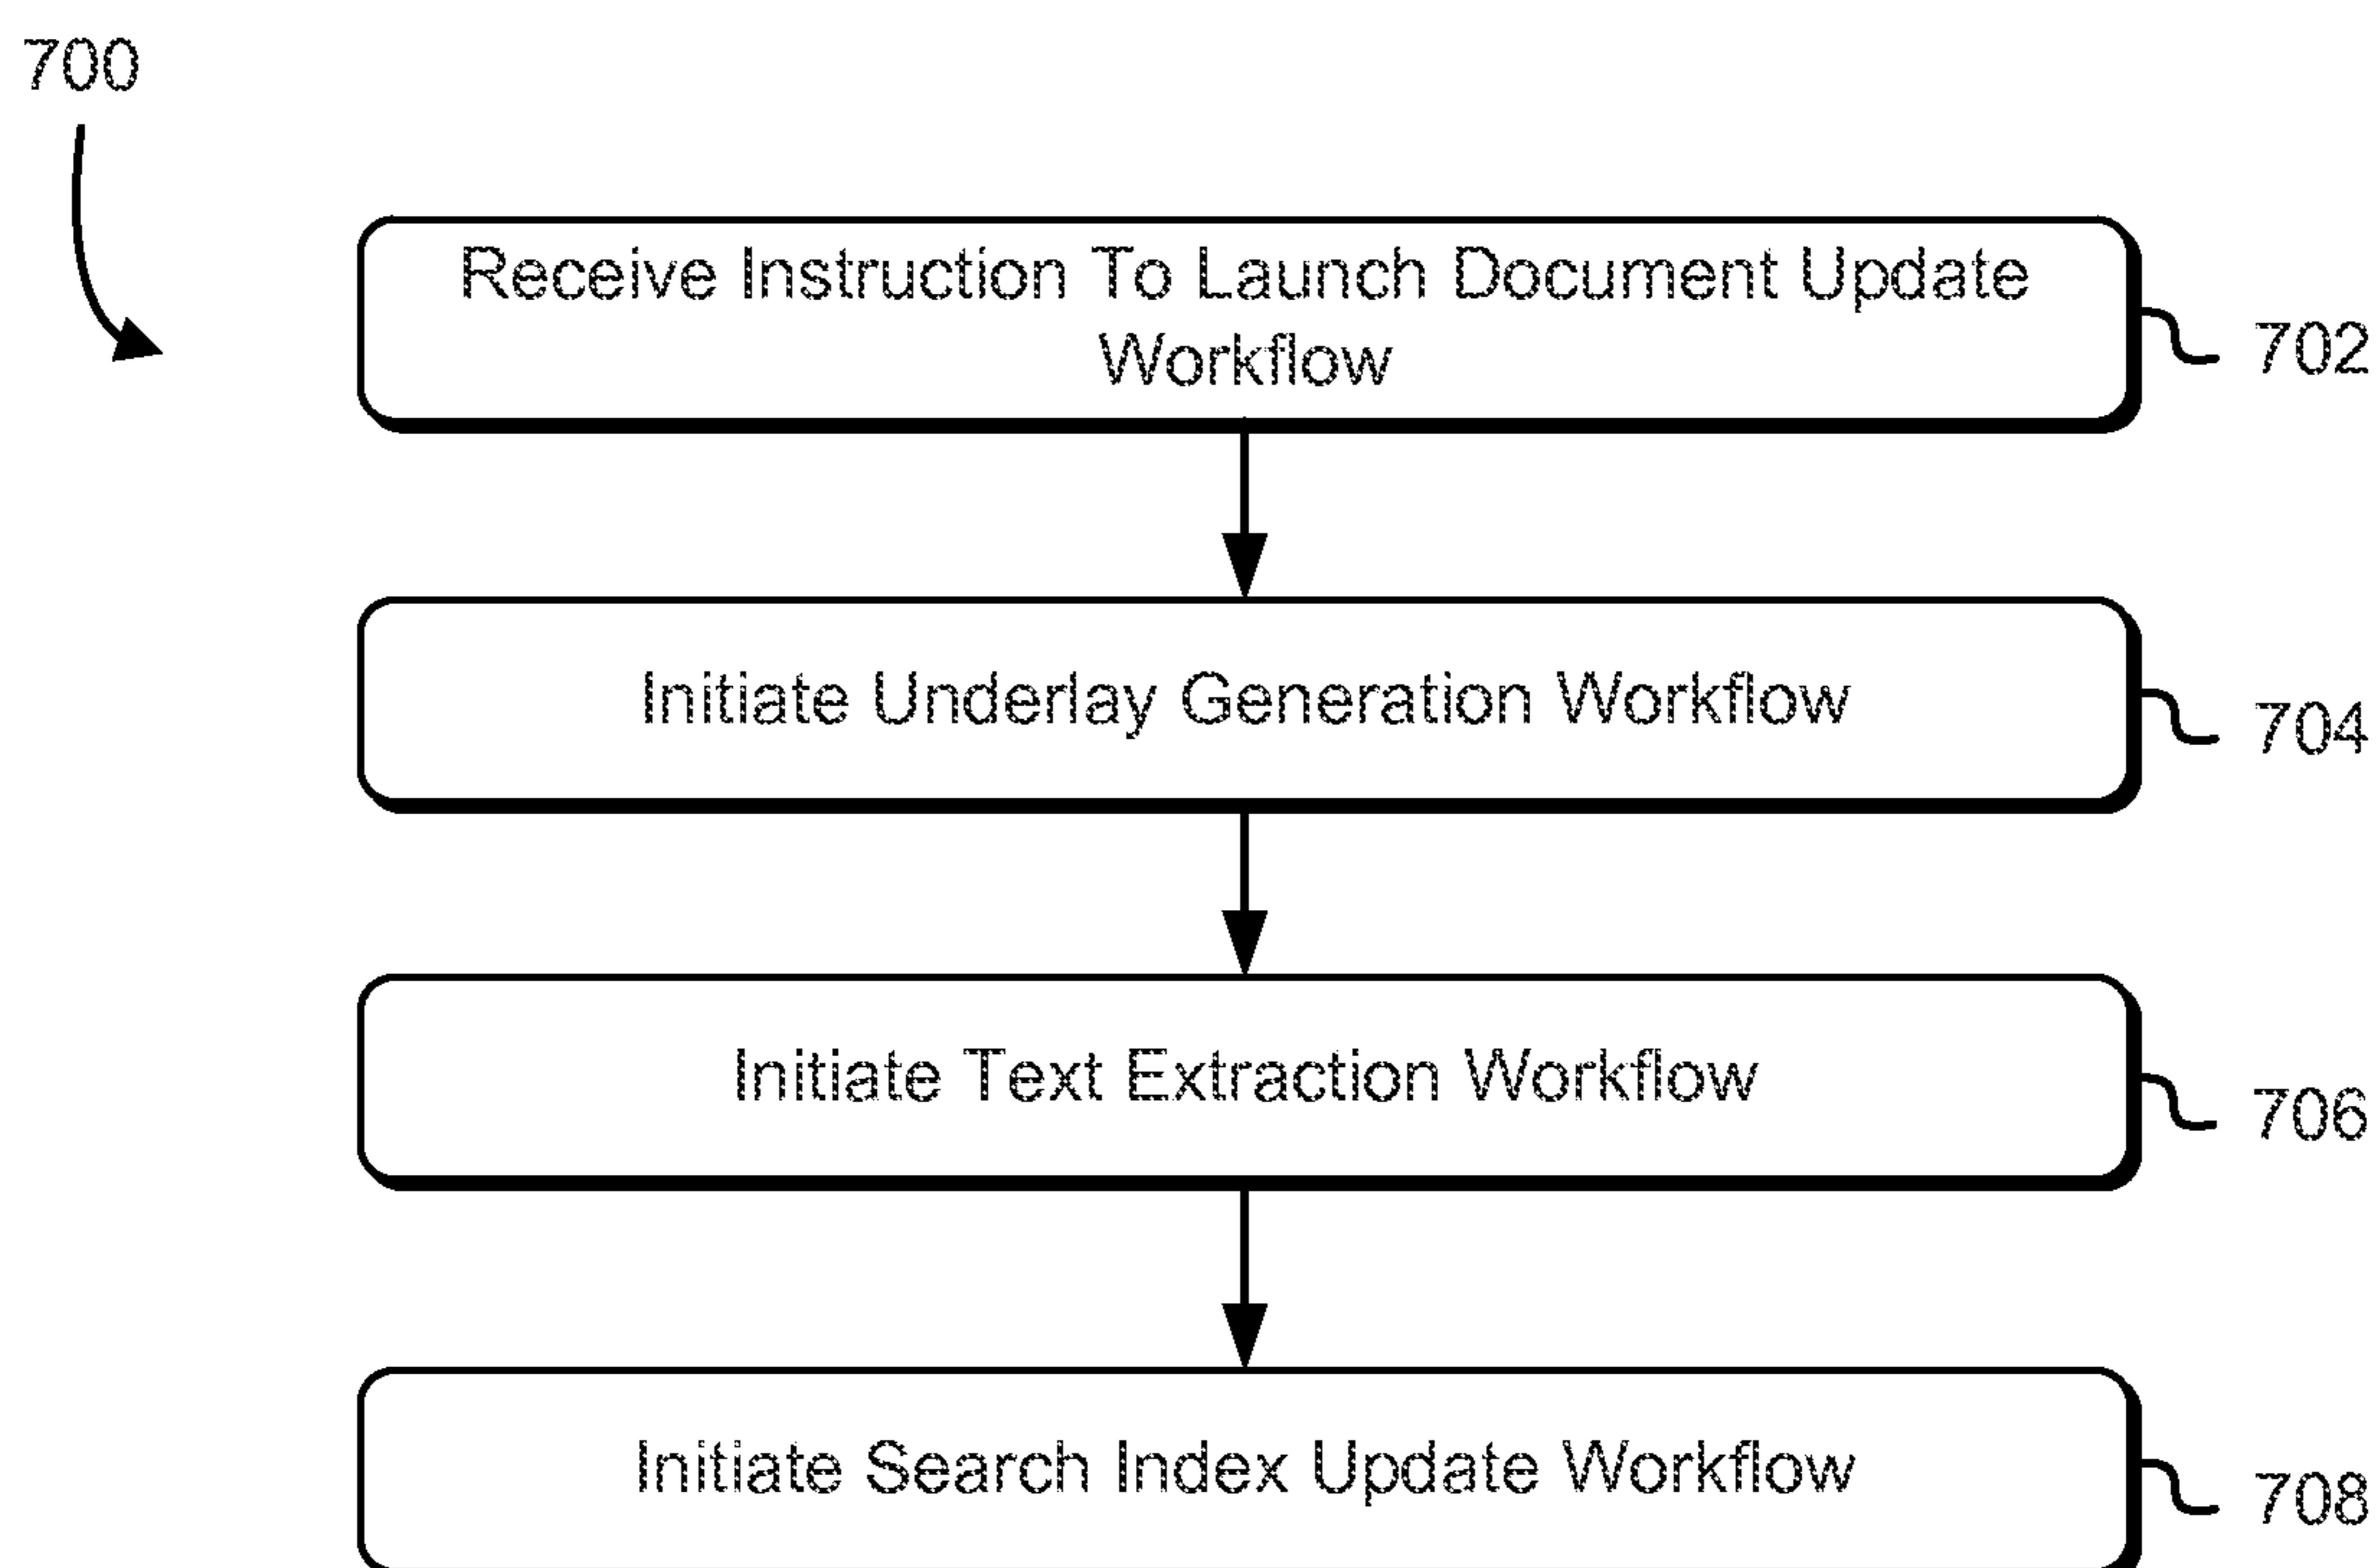 700
Receive Instruction To Launch Document Update
Workflow
702
Initiate Underlay Generation Workflow
704
Initiate Text Extraction Workflow
706
Initiate Search Index Update Workflow
708